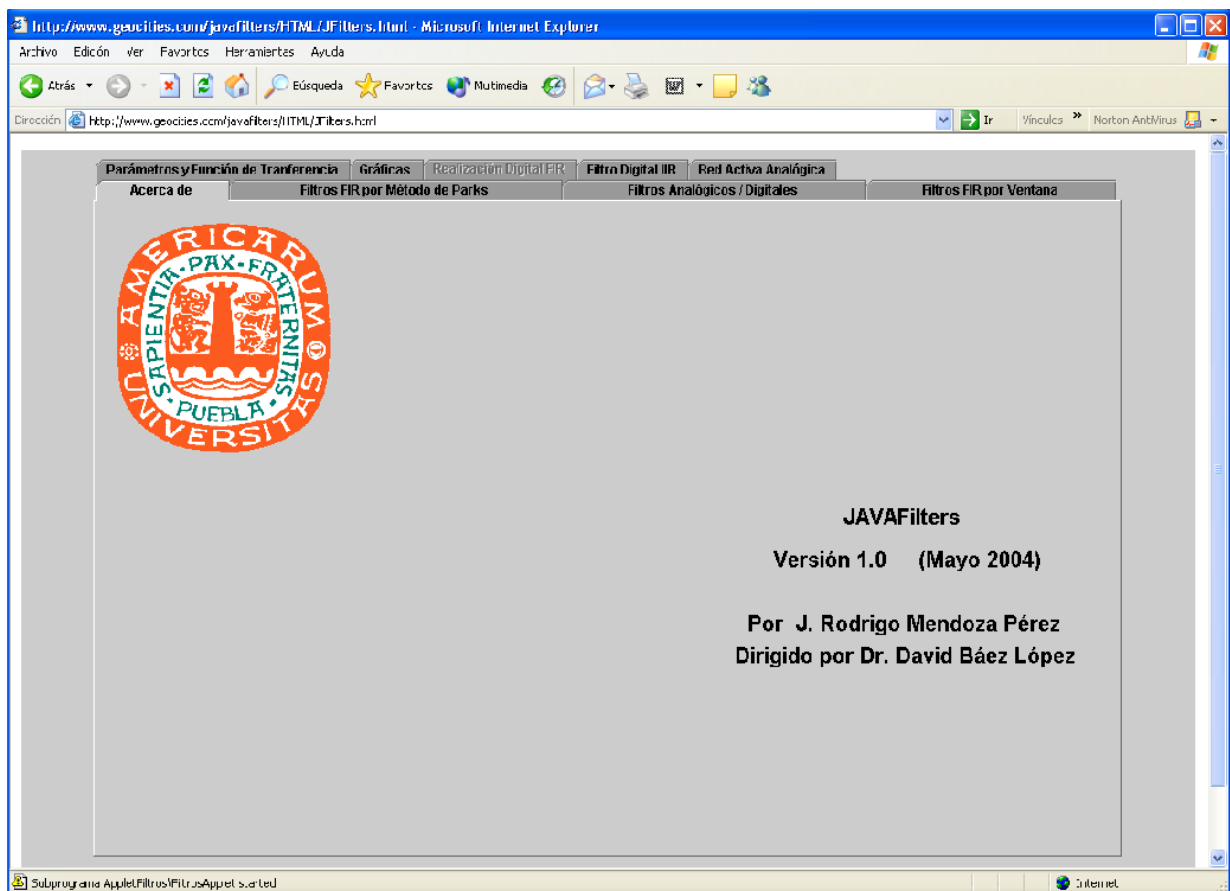 http://www.geocities.com/javafilters/HTML/JFilters.html - Microsoft Internet Explorer
Archivo Edición Ver Favoritos Herramientas Ayuda
Atrás Búsqueda Favoritos Multimedia
Dirección http://www.geocities.com/javafilters/HTML/JFilters.html Ir Vínculos » Norton AntiVirus
Parámetros y Función de Tranferencia Gráficas Realización Digital FIR Filtro Digital IIR Red Activa Analógica
Acerca de Filtros FIR por Método de Parks Filtros Analógicos / Digitales Filtros FIR por Ventana
AMERICARUM UNIVERSITAS
SAPIENTIA · PAX · FRATERNITAS · PUEBLA ·
JAVAFilters
Versión 1.0 (Mayo 2004)
Por J. Rodrigo Mendoza Pérez
Dirigido por Dr. David Báez López
Subprograma AppletFiltros\FiltrosApplet started
Internet